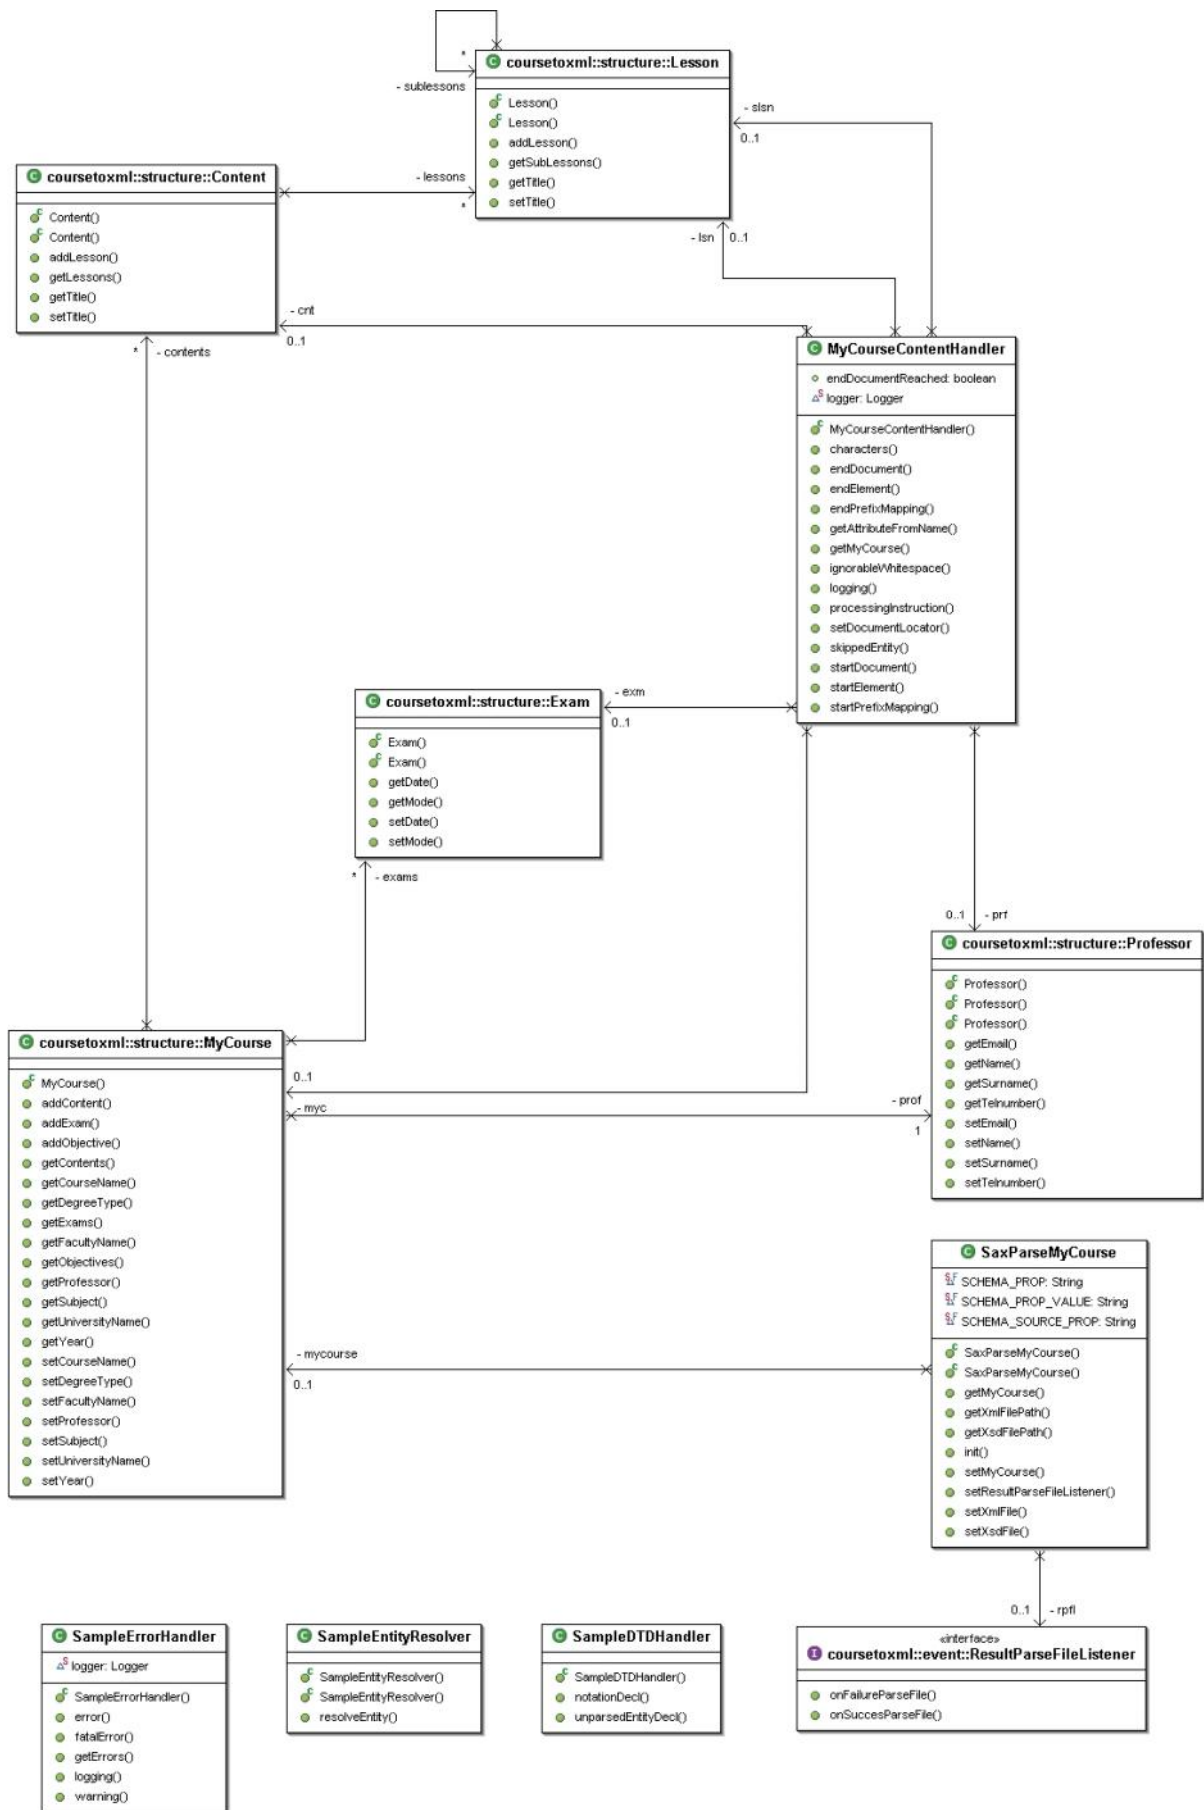 *
coursetoxml::structure::Lesson
- sublessons
Lesson()
Lesson()
addLesson()
getSubLessons()
getTitle()
setTitle()
- slsn
0..1
coursetoxml::structure::Content
- lessons
*
Content()
Content()
addLesson()
getLessons()
getTitle()
setTitle()
- lsn
0..1
- cnt
0..1
* - contents
MyCourseContentHandler
endDocumentReached: boolean
logger: Logger
MyCourseContentHandler()
characters()
endDocument()
endElement()
endPrefixMapping()
getAttributeFromName()
getMyCourse()
ignorableWhitespace()
logging()
processingInstruction()
setDocumentLocator()
skippedEntity()
startDocument()
startElement()
startPrefixMapping()
- exm
0..1
coursetoxml::structure::Exam
Exam()
Exam()
getDate()
getMode()
setDate()
setMode()
* - exams
0..1 - prf
coursetoxml::structure::Professor
Professor()
Professor()
Professor()
getEmail()
getName()
getSurname()
getTelnumber()
setEmail()
setName()
setSurname()
setTelnumber()
coursetoxml::structure::MyCourse
MyCourse()
addContent()
addExam()
addObjective()
getContents()
getCourseName()
getDegreeType()
getExams()
getFacultyName()
getObjectives()
getProfessor()
getSubject()
getUniversityName()
getYear()
setCourseName()
setDegreeType()
setFacultyName()
setProfessor()
setSubject()
setUniversityName()
setYear()
0..1
- myc
- prof
1
SaxParseMyCourse
SCHEMA_PROP: String
SCHEMA_PROP_VALUE: String
SCHEMA_SOURCE_PROP: String
SaxParseMyCourse()
SaxParseMyCourse()
getMyCourse()
getXmlFilePath()
getXsdFilePath()
init()
setMyCourse()
setResultParseFileListener()
setXmlFile()
setXsdFile()
- mycourse
0..1
0..1 - rpfl
SampleErrorHandler
logger: Logger
SampleErrorHandler()
error()
fatalError()
getErrors()
logging()
warning()
SampleEntityResolver
SampleEntityResolver()
SampleEntityResolver()
resolveEntity()
SampleDTDHandler
SampleDTDHandler()
notationDecl()
unparsedEntityDecl()
«interface»
coursetoxml::event::ResultParseFileListener
onFailureParseFile()
onSuccesParseFile()